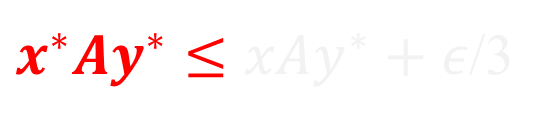 x*Ay* ≤ xAy* + ϵ/3